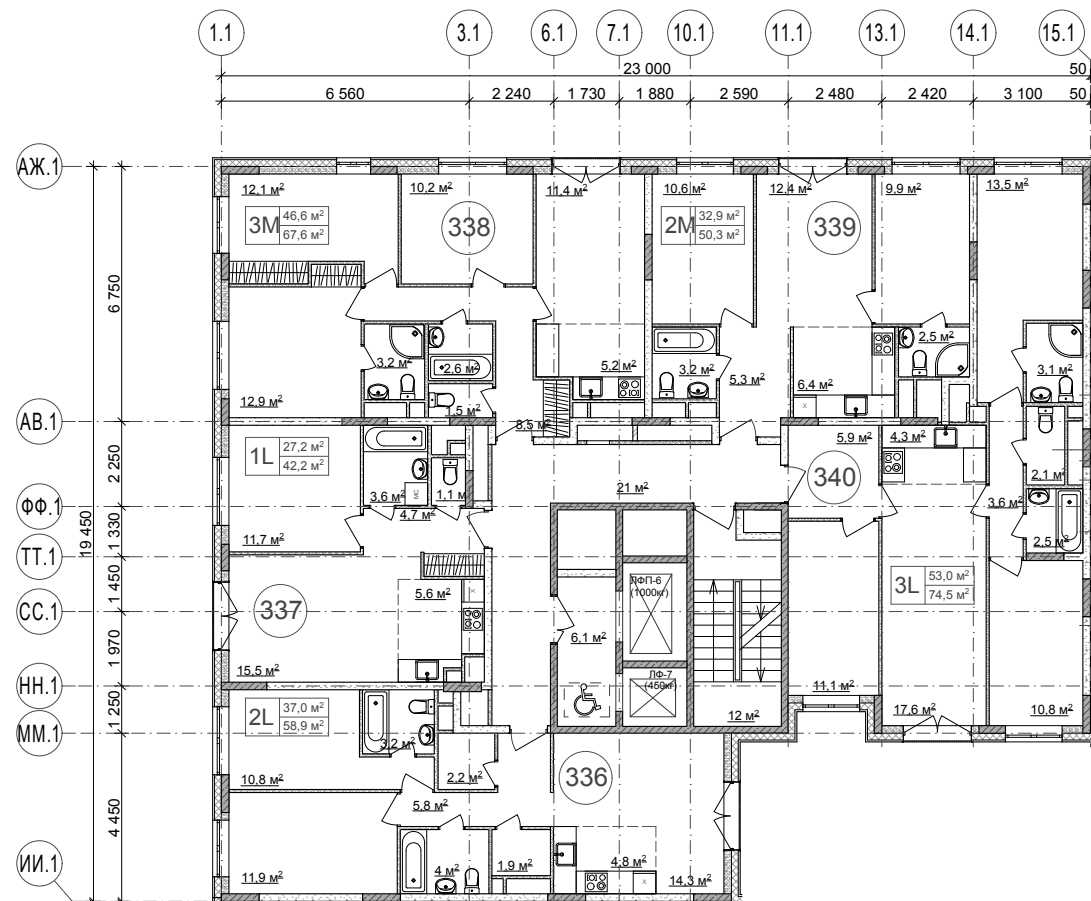 1.1 3.1 6.1 7.1 10.1 11.1 13.1 14.1 15.1
23 000 50
6 560 2 240 1 730 1 880 2 590 2 480 2 420 3 100 50
АЖ.1
12,1 м² 10,2 м² 11,4 м² 10,6 м² 12,4 м² 9,9 м² 13,5 м²
3М 46,6 м² 338 2М 32,9 м² 339
67,6 м² 50,3 м²
6 750
3,2 м² 2,6 м² 5,2 м² 3,2 м² 5,3 м² 2,5 м² 3,1 м²
6,4 м²
12,9 м² 1,5 м² X
АВ.1
8,5 м² 5,9 м² 4,3 м²
1L 27,2 м²
42,2 м²
2 250
340 2,1 м²
3,6 м² МС 1,1 м 21 м² 3,6 м²
ФФ.1
4,7 м²
11,7 м² 2,5 м²
19 450
1 330
ТТ.1
ЛФП-6
(1000кг)
3L 53,0 м²
74,5 м²
1 450
5,6 м² X
337
СС.1
6,1 м²
1 970
15,5 м² ЛФ-7
(450кг)
НН.1
11,1 м²
11 250
2L 37,0 м²
58,9 м²
12 м² 17,6 м² 10,8 м²
ММ.1
3,2 м²
10,8 м² 2,2 м² 336
5,8 м²
4 450
4,8 м²
1,9 м²
11,9 м² 4 м² X 14,3 м²
ИИ.1